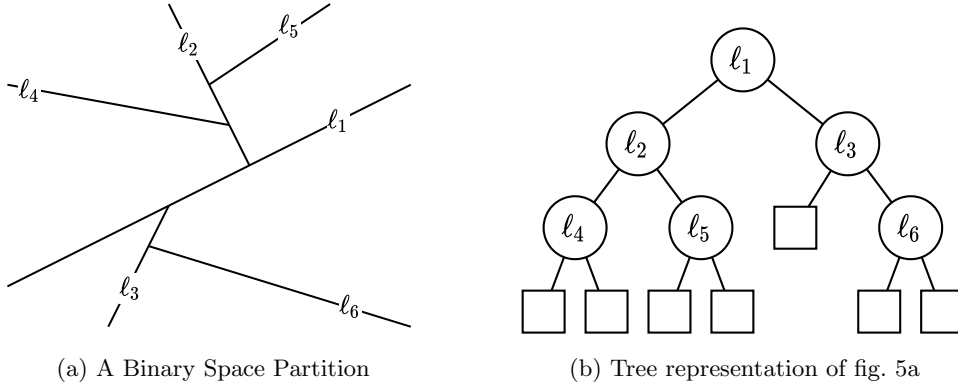 ℓ₂
ℓ₅
ℓ₄
ℓ₁
ℓ₃
ℓ₆
(a) A Binary Space Partition
ℓ₁
ℓ₂ ℓ₃
ℓ₄ ℓ₅ ℓ₆
(b) Tree representation of fig. 5a